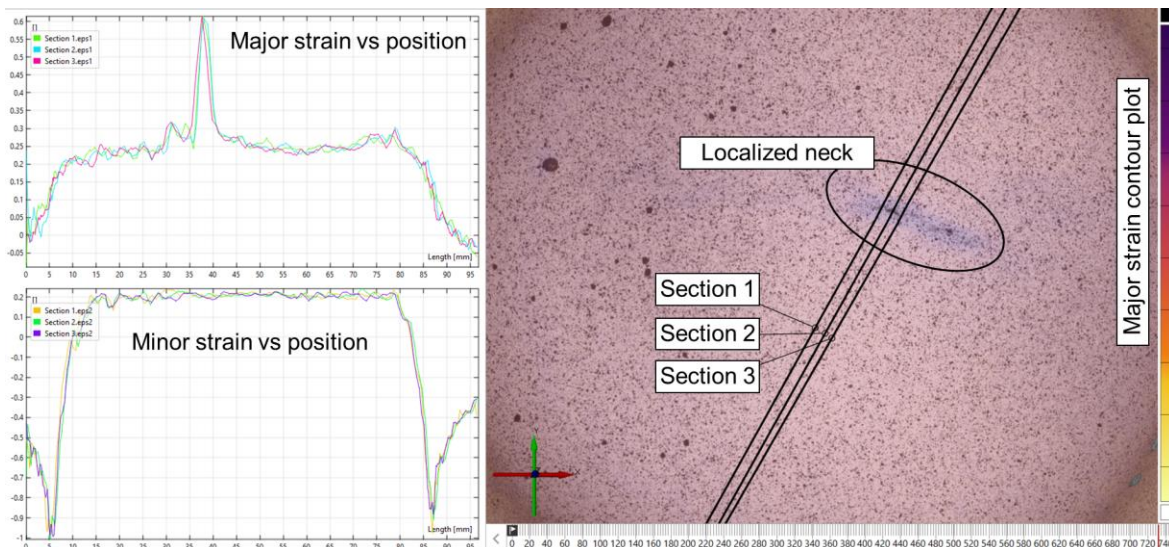 0.6
0.55
0.5
0.45
0.4
0.35
0.3
0.25
0.2
0.15
0.1
0.05
0
-0.05
[]
Section 1.eps1
Section 2.eps1
Section 3.eps1
Major strain vs position
Length [mm]
0 5 10 15 20 25 30 35 40 45 50 55 60 65 70 75 80 85 90 95
0.2
0.1
0
-0.1
-0.2
-0.3
-0.4
-0.5
-0.6
-0.7
-0.8
-0.9
-1
[]
Section 1.eps2
Section 2.eps2
Section 3.eps2
Minor strain vs position
Length [mm]
0 5 10 15 20 25 30 35 40 45 50 55 60 65 70 75 80 85 90 95
Localized neck
Section 1
Section 2
Section 3
Major strain contour plot
0 20 40 60 80 100 120 140 160 180 200 220 240 260 280 300 320 340 360 380 400 420 440 460 480 500 520 540 560 580 600 620 640 660 680 700 720